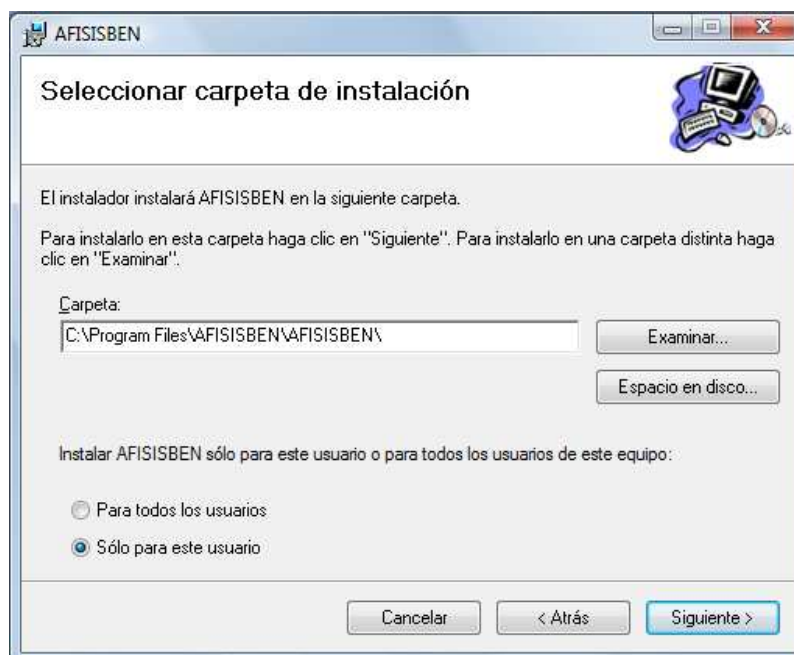 AFISISBEN
Seleccionar carpeta de instalación
El instalador instalará AFISISBEN en la siguiente carpeta.
Para instalarlo en esta carpeta haga clic en "Siguiente". Para instalarlo en una carpeta distinta haga
clic en "Examinar".
Carpeta:
C:\Program Files\AFISISBEN\AFISISBEN\
Examinar...
Espacio en disco...
Instalar AFISISBEN sólo para este usuario o para todos los usuarios de este equipo:
Para todos los usuarios
Sólo para este usuario
Cancelar
< Atrás
Siguiente >